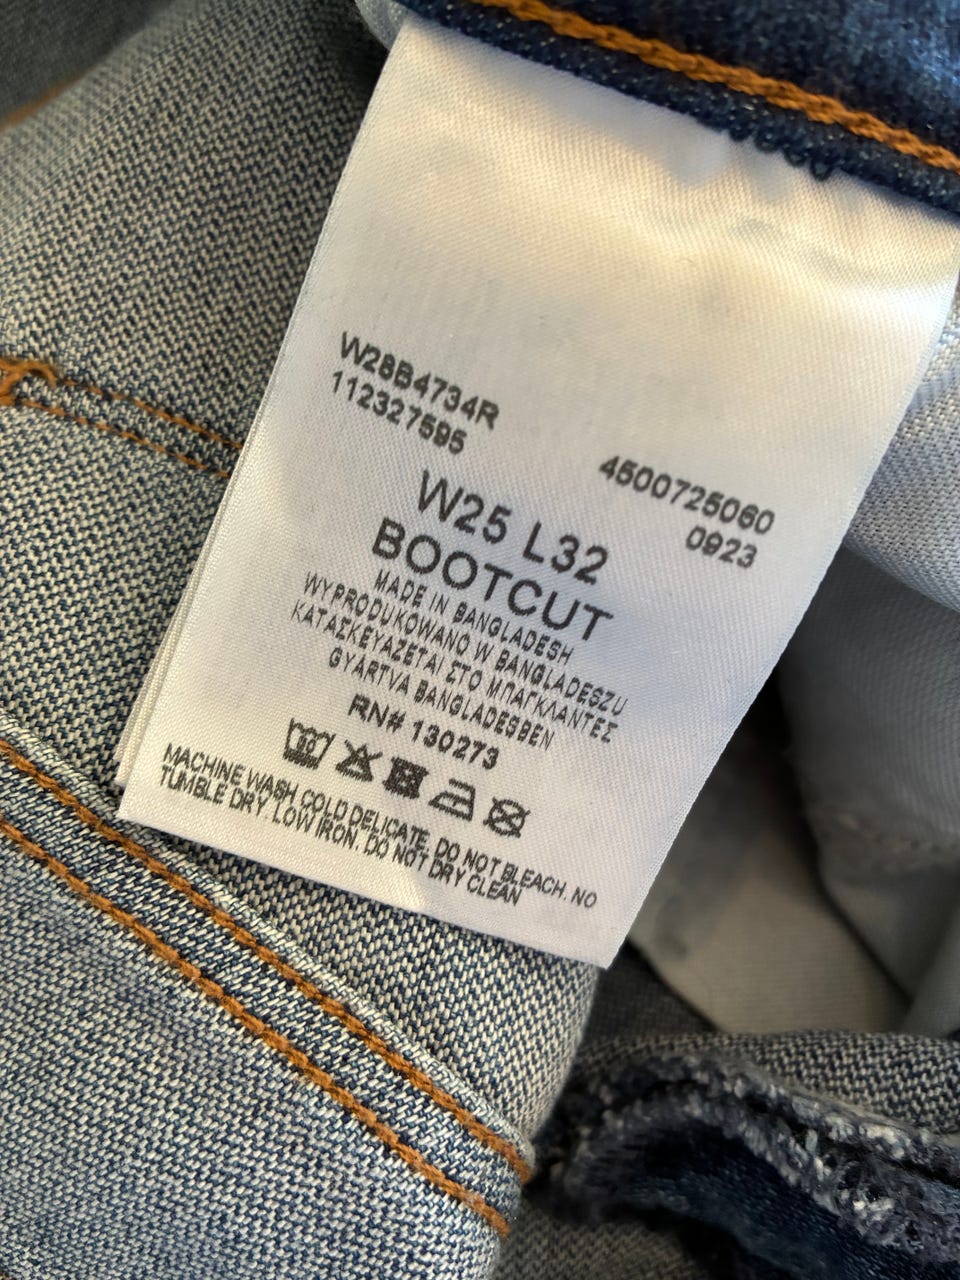 W28B4734R
112327595
4500725060
0923
W25 L32
BOOTCUT
MADE IN BANGLADESH
WYPRODUKOWANO W BANGLADESZU
ΚΑΤΑΣΚΕΥΑΖΕΤΑΙ ΣΤΟ ΜΠΑΓΚΛΑΝΤΕΣ
GYÁRTVA BANGLADESBEN
RN# 130273
MACHINE WASH COLD DELICATE. DO NOT BLEACH. NO
TUMBLE DRY. LOW IRON. DO NOT DRY CLEAN